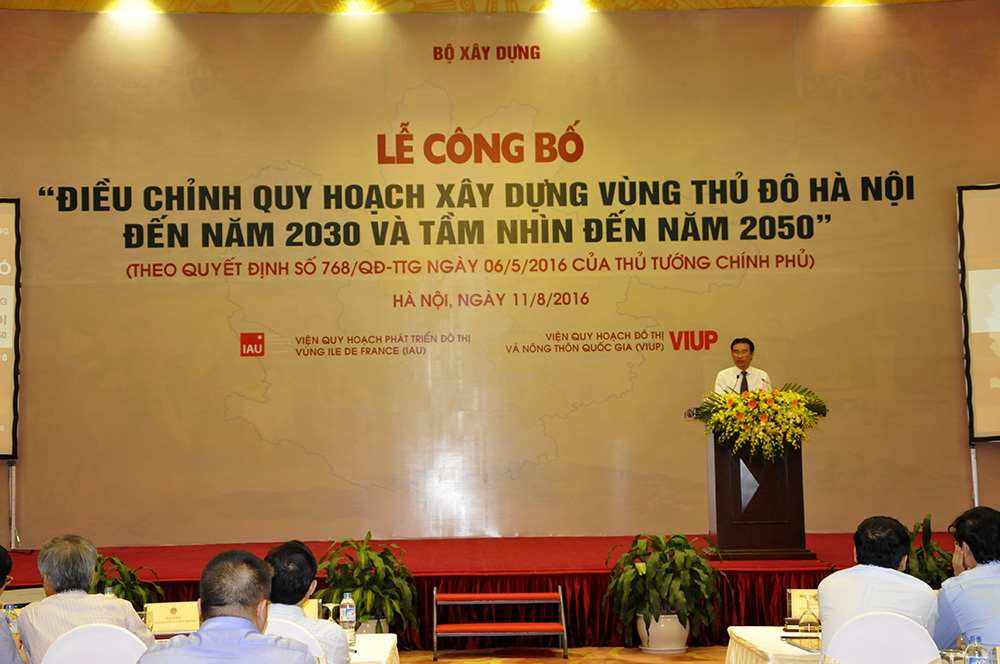 BỘ XÂY DỰNG
LỄ CÔNG BỐ
“ĐIỀU CHỈNH QUY HOẠCH XÂY DỰNG VÙNG THỦ ĐÔ HÀ NỘI
ĐẾN NĂM 2030 VÀ TẦM NHÌN ĐẾN NĂM 2050”
(THEO QUYẾT ĐỊNH SỐ 768/QĐ-TTG NGÀY 06/5/2016 CỦA THỦ TƯỚNG CHÍNH PHỦ)
HÀ NỘI, NGÀY 11/8/2016
IAU
VIỆN QUY HOẠCH PHÁT TRIỂN ĐÔ THỊ
VÙNG ILE DE FRANCE (IAU)
VIỆN QUY HOẠCH ĐÔ THỊ
VÀ NÔNG THÔN QUỐC GIA (VIUP)
VIUP